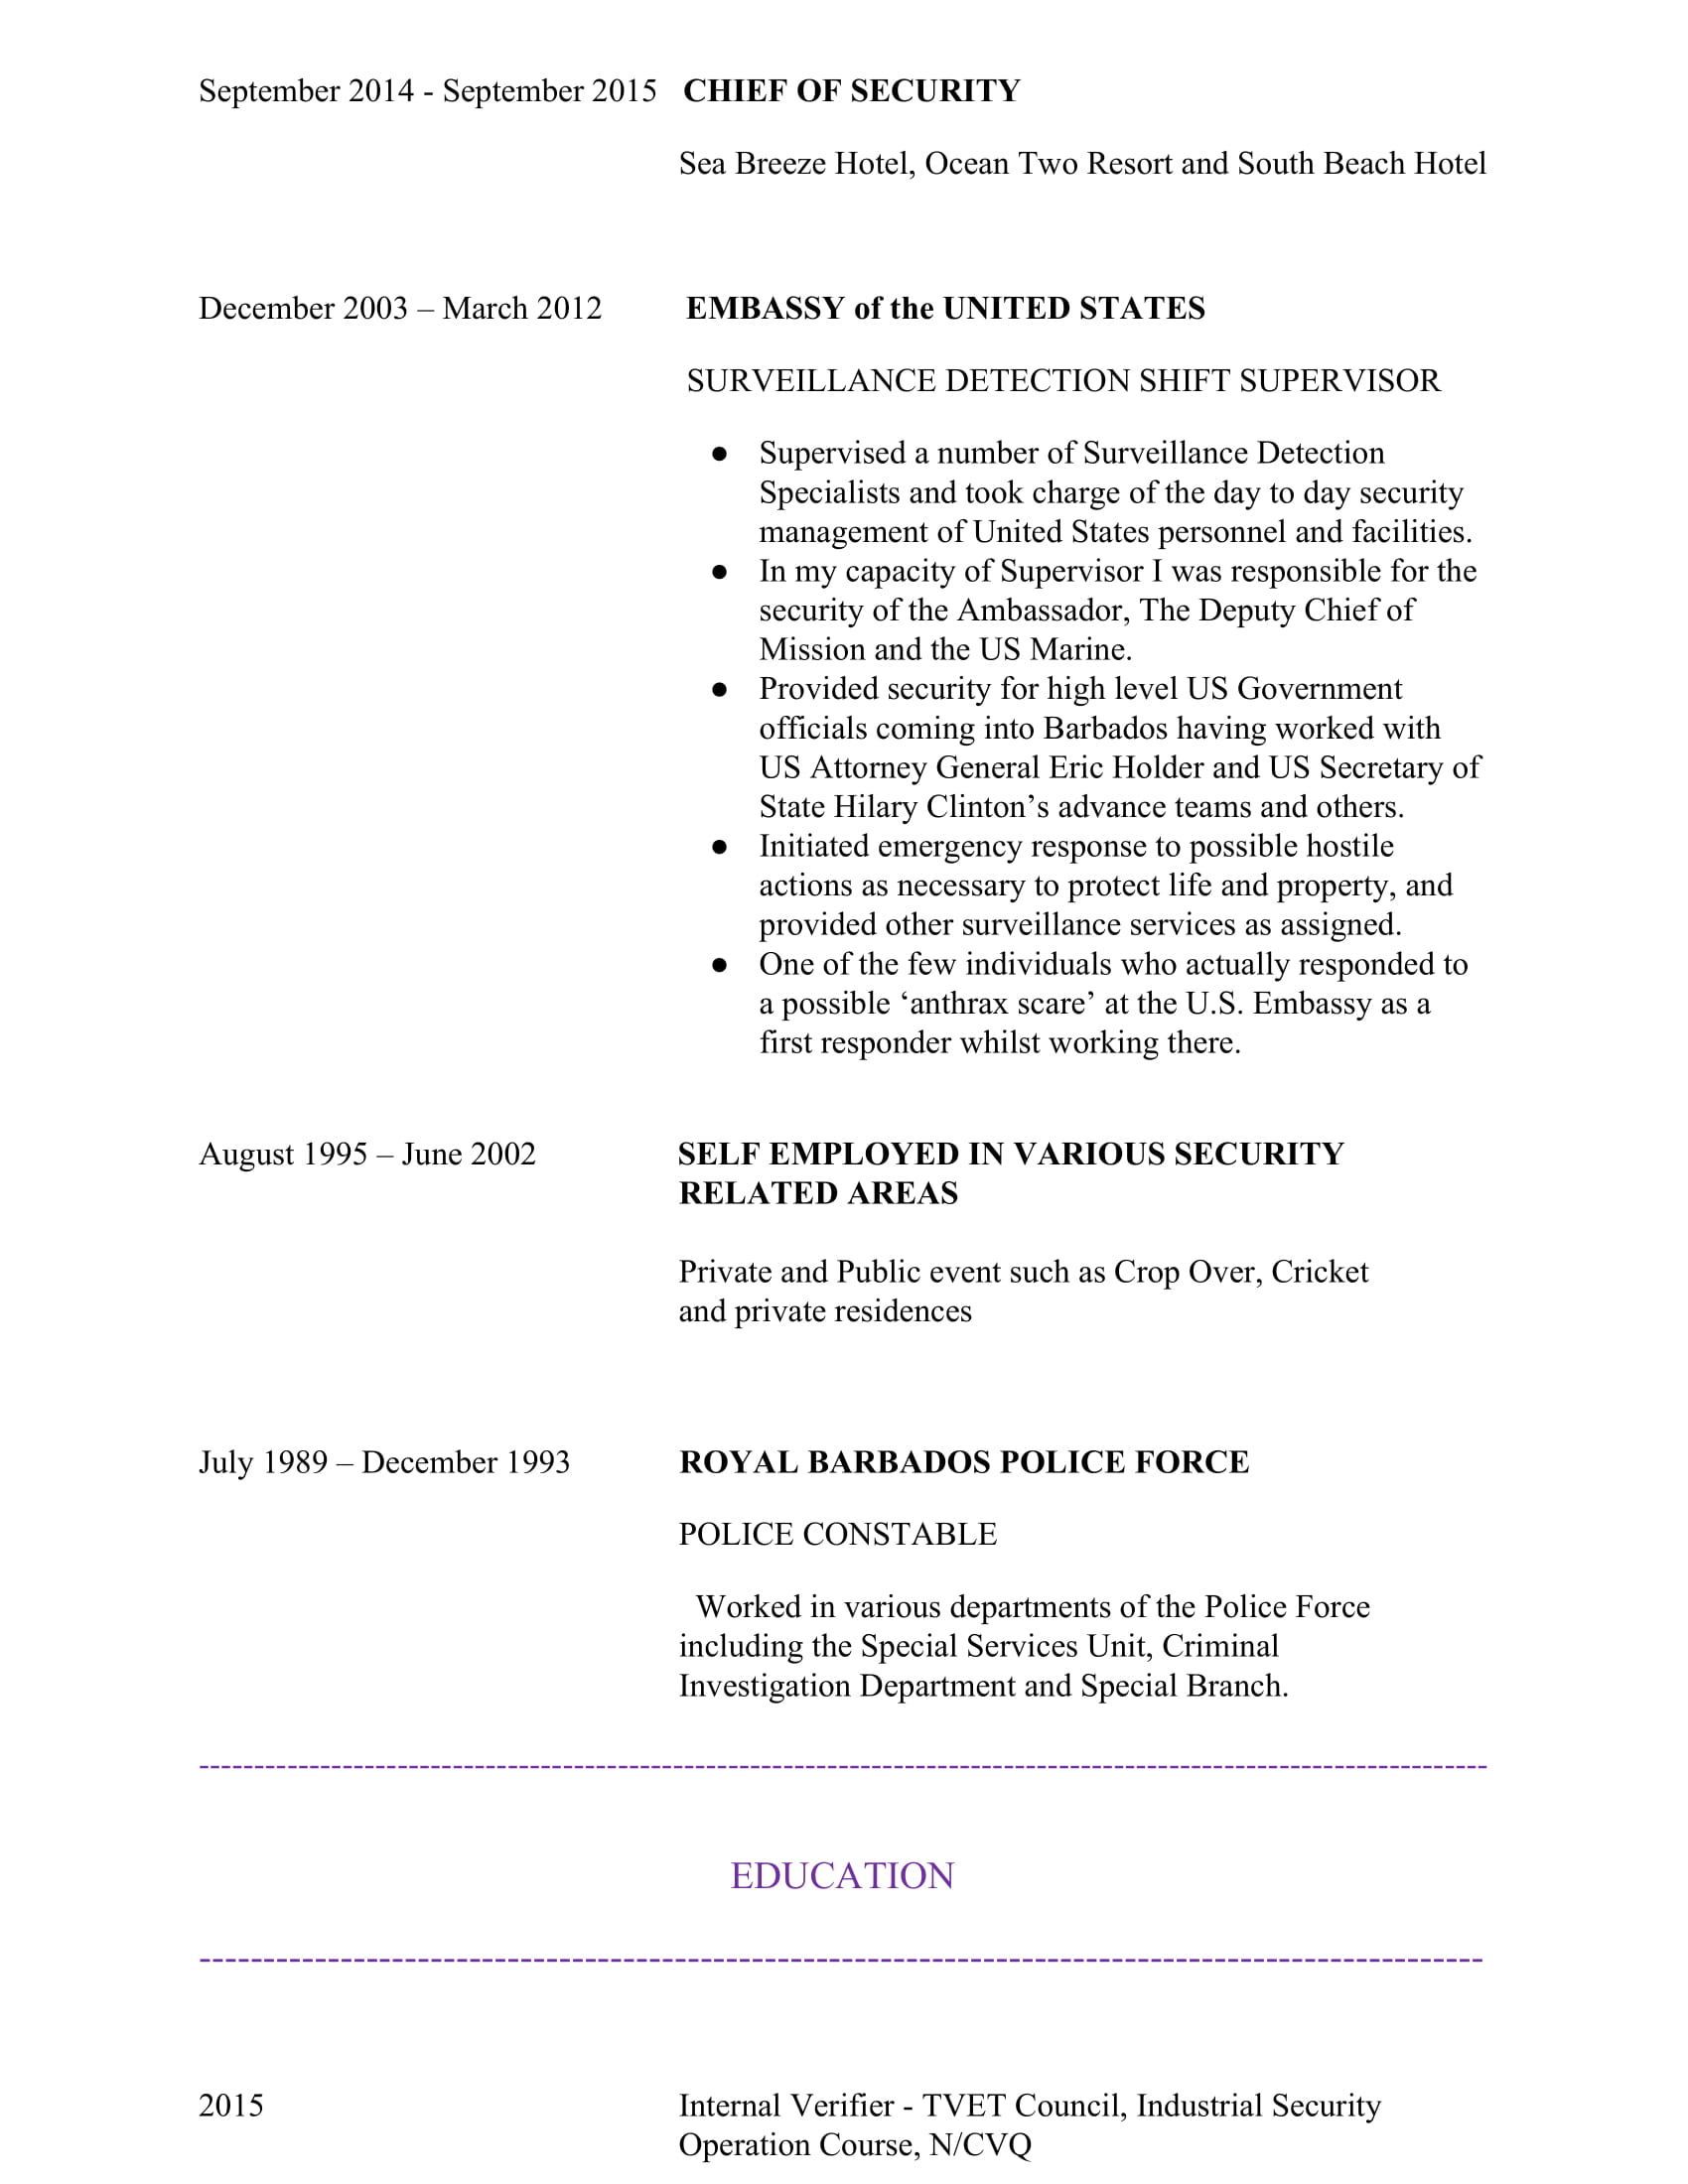 September 2014 - September 2015 CHIEF OF SECURITY
Sea Breeze Hotel, Ocean Two Resort and South Beach Hotel
December 2003 – March 2012 EMBASSY of the UNITED STATES
SURVEILLANCE DETECTION SHIFT SUPERVISOR
● Supervised a number of Surveillance Detection
Specialists and took charge of the day to day security
management of United States personnel and facilities.
● In my capacity of Supervisor I was responsible for the
security of the Ambassador, The Deputy Chief of
Mission and the US Marine.
● Provided security for high level US Government
officials coming into Barbados having worked with
US Attorney General Eric Holder and US Secretary of
State Hilary Clinton’s advance teams and others.
● Initiated emergency response to possible hostile
actions as necessary to protect life and property, and
provided other surveillance services as assigned.
● One of the few individuals who actually responded to
a possible ‘anthrax scare’ at the U.S. Embassy as a
first responder whilst working there.
August 1995 – June 2002 SELF EMPLOYED IN VARIOUS SECURITY
RELATED AREAS
Private and Public event such as Crop Over, Cricket
and private residences
July 1989 – December 1993 ROYAL BARBADOS POLICE FORCE
POLICE CONSTABLE
Worked in various departments of the Police Force
including the Special Services Unit, Criminal
Investigation Department and Special Branch.
EDUCATION
2015 Internal Verifier - TVET Council, Industrial Security
Operation Course, N/CVQ